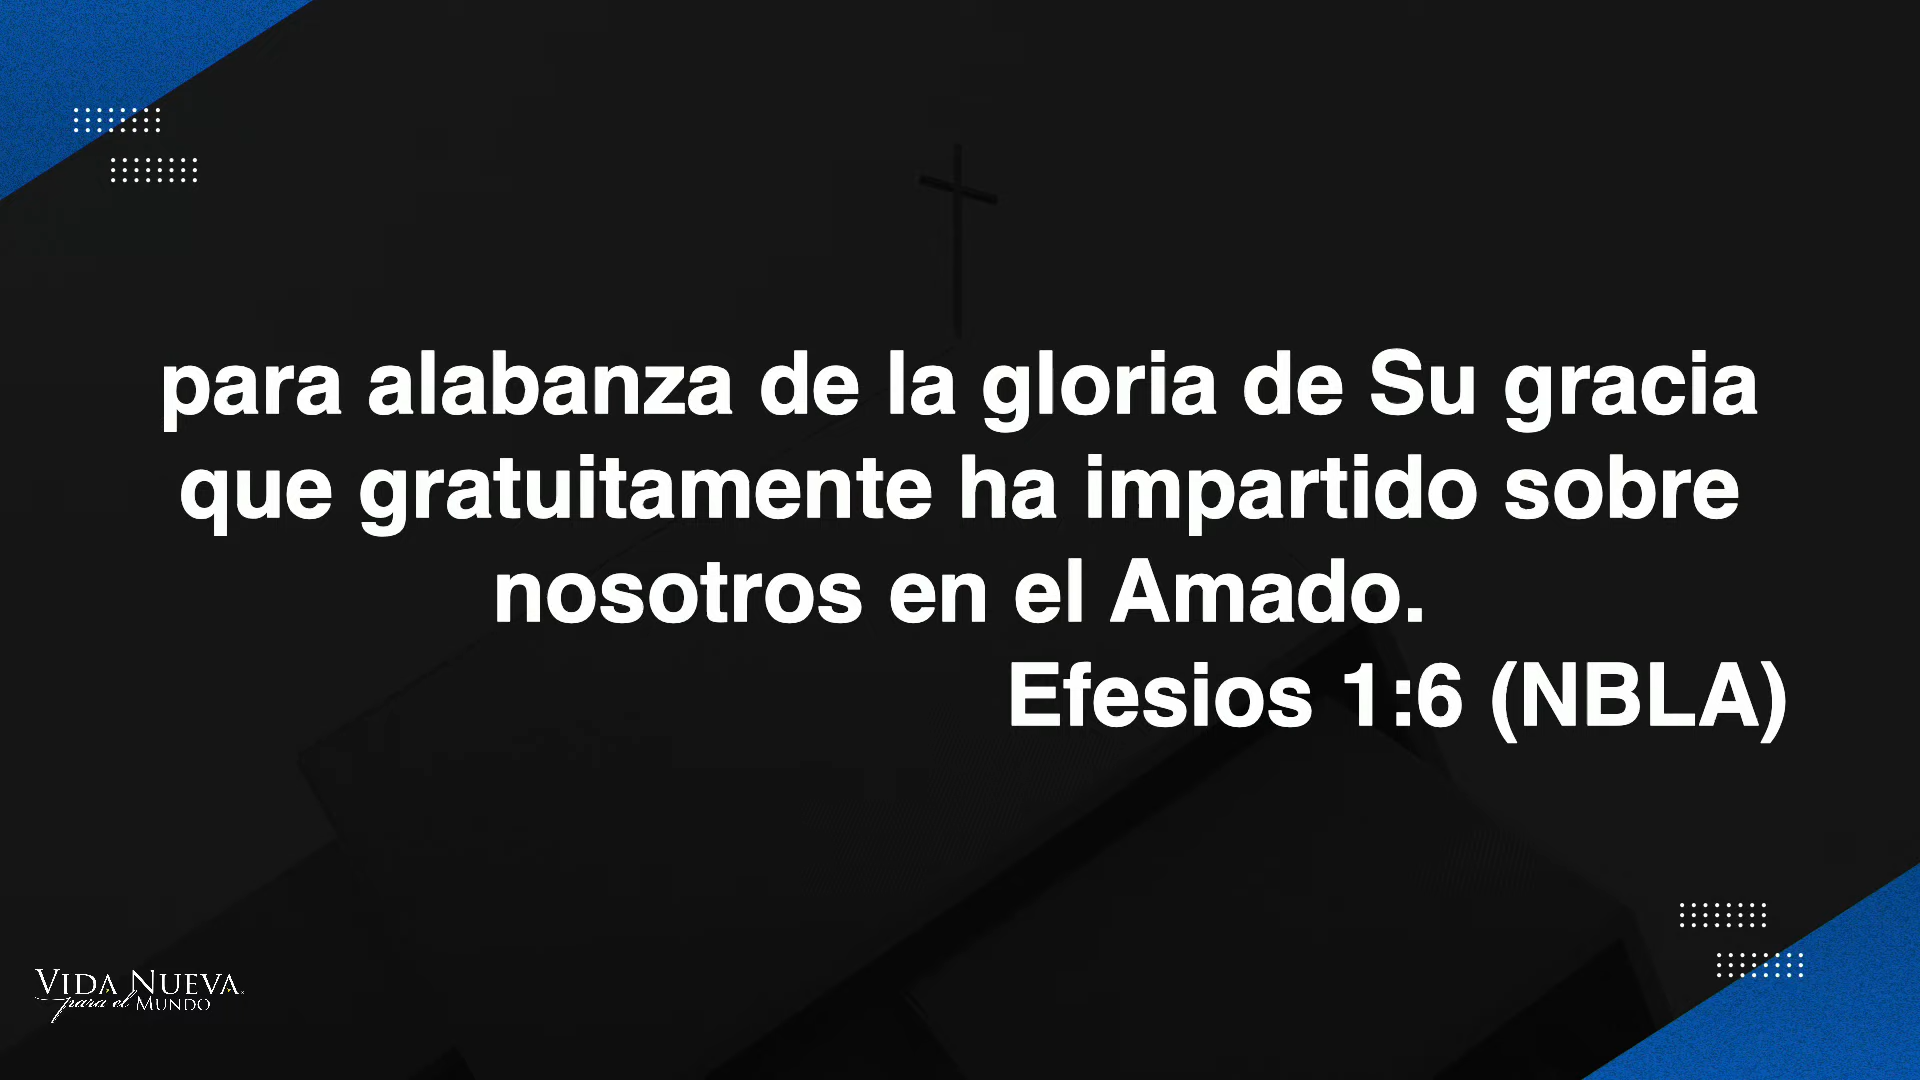 para alabanza de la gloria de Su gracia
que gratuitamente ha impartido sobre
nosotros en el Amado.
Efesios 1:6 (NBLA)
VIDA NUEVA
para el MUNDO